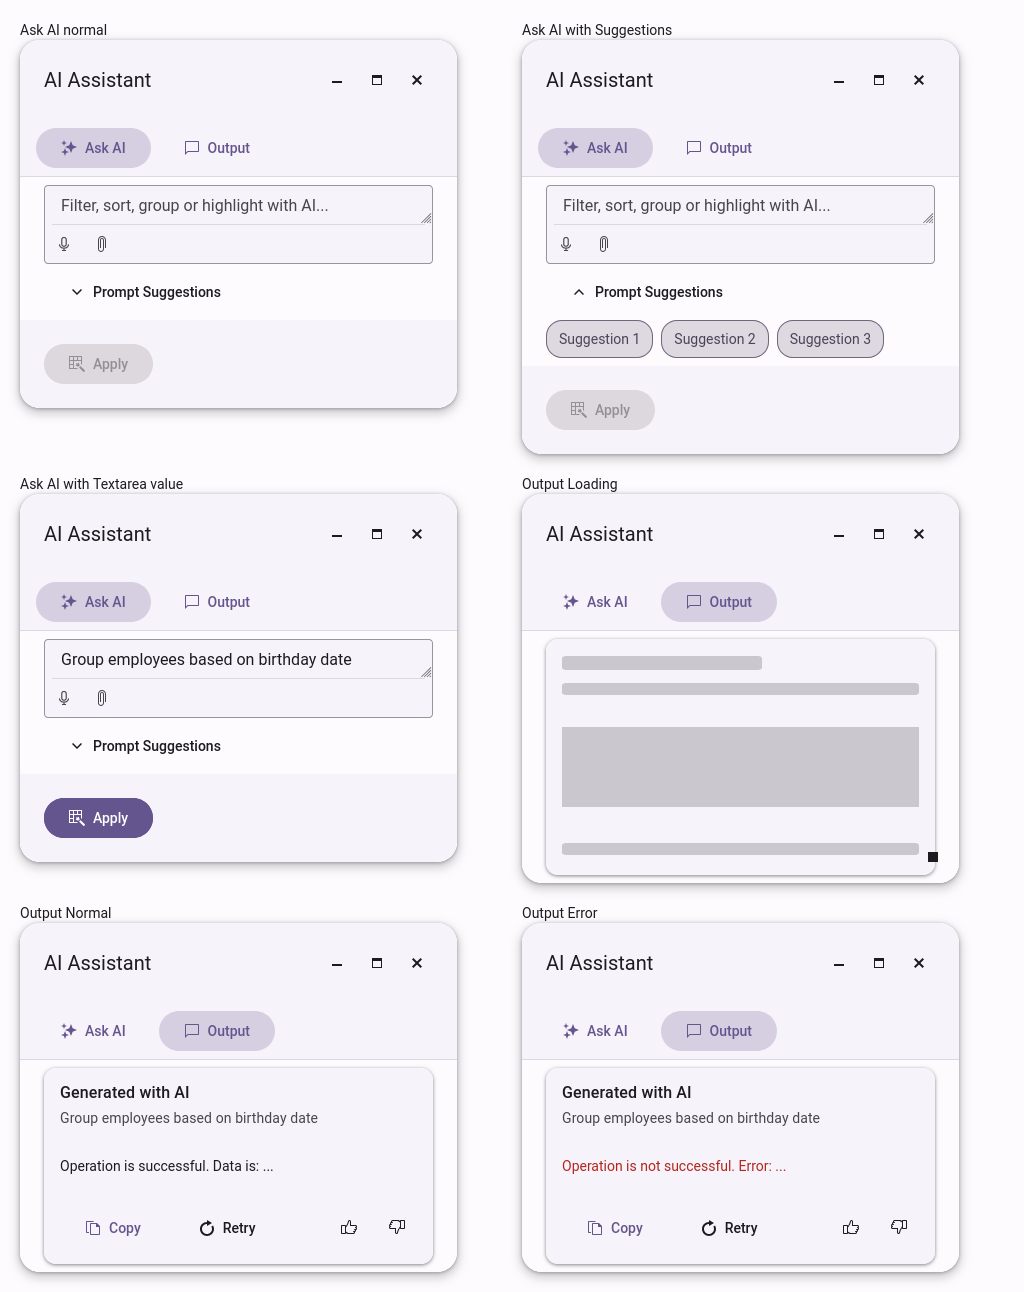 Ask AI normal
AI Assistant
Ask AI
Output
Filter, sort, group or highlight with AI...
Prompt Suggestions
Apply
Ask AI with Suggestions
AI Assistant
Ask AI
Output
Filter, sort, group or highlight with AI...
Prompt Suggestions
Suggestion 1
Suggestion 2
Suggestion 3
Apply
Ask AI with Textarea value
AI Assistant
Ask AI
Output
Group employees based on birthday date
Prompt Suggestions
Apply
Output Loading
AI Assistant
Ask AI
Output
Output Normal
AI Assistant
Ask AI
Output
Generated with AI
Group employees based on birthday date
Operation is successful. Data is: ...
Copy
Retry
Output Error
AI Assistant
Ask AI
Output
Generated with AI
Group employees based on birthday date
Operation is not successful. Error: ...
Copy
Retry